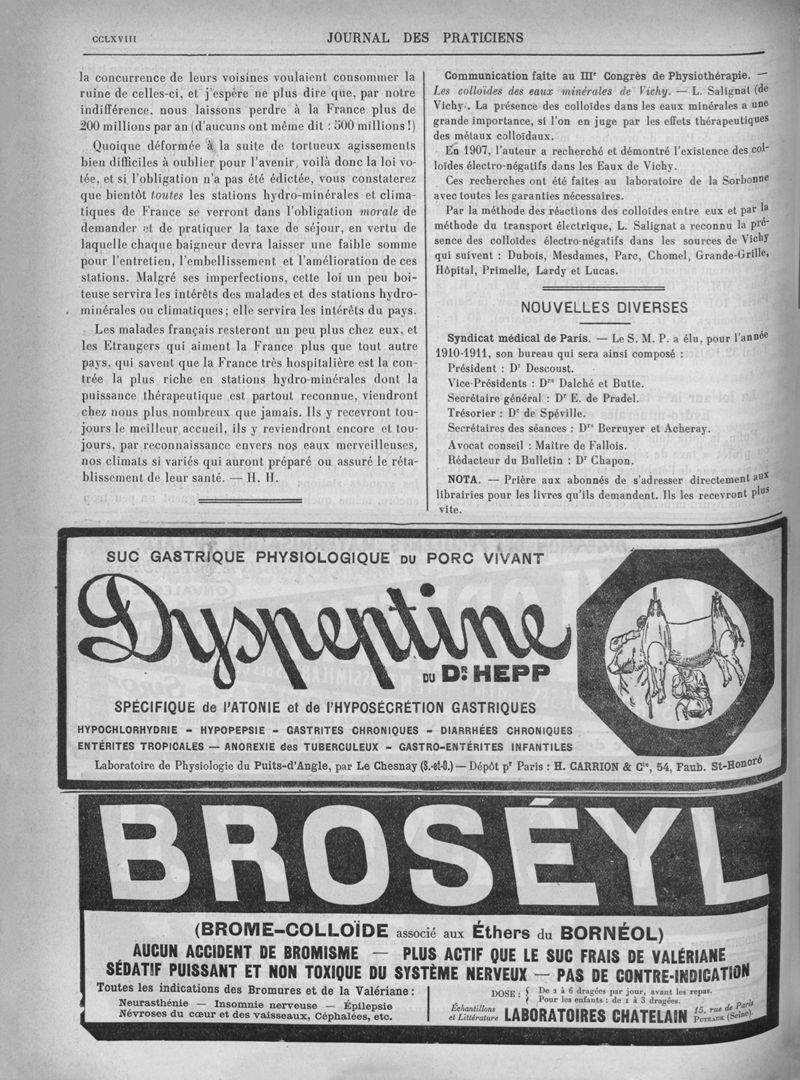 CCLXVIII
JOURNAL DES PRATICIENS
la concurrence de leurs voisines voulaient consommer la
ruine de celles-ci, et j'espère ne plus dire que, par notre
indifférence, nous laissons perdre à la France plus de
200 millions par an (d'aucuns ont même dit : 500 millions !)
Quoique déformée à la suite de tortueux agissements
bien difficiles à oublier pour l'avenir, voilà donc la loi vo-
tée, et si l'obligation n'a pas été édictée, vous constaterez
que bientôt toutes les stations hydro-minérales et clima-
tiques de France se verront dans l'obligation morale de
demander et de pratiquer la taxe de séjour, en vertu de
laquelle chaque baigneur devra laisser une faible somme
pour l'entretien, l'embellissement et l'amélioration de ces
stations. Malgré ses imperfections, cette loi un peu boi-
teuse servira les intérêts des malades et des stations hydro-
minérales ou climatiques; elle servira les intérêts du pays.
Les malades français resteront un peu plus chez eux, et
les Etrangers qui aiment la France plus que tout autre
pays, qui savent que la France très hospitalière est la con-
trée la plus riche en stations hydro-minérales dont la
puissance thérapeutique est partout reconnue, viendront
chez nous plus nombreux que jamais. Ils y recevront tou-
jours le meilleur accueil, ils y reviendront encore et tou-
jours, par reconnaissance envers nos eaux merveilleuses,
nos climats si variés qui auront préparé ou assuré le réta-
blissement de leur santé. — H. H.
Communication faite au IIIe Congrès de Physiothérapie. —
Les colloïdes des eaux minérales de Vichy. — L. Salignat (de
Vichy. La présence des colloïdes dans les eaux minérales a une
grande importance, si l'on en juge par les effets thérapeutiques
des métaux colloïdaux.
En 1907, l'auteur a recherché et démontré l'existence des col-
loïdes électro-négatifs dans les Eaux de Vichy.
Ces recherches ont été faites au laboratoire de la Sorbonne
avec toutes les garanties nécessaires.
Par la méthode des réactions des colloïdes entre eux et par la
méthode du transport électrique, L. Salignat a reconnu la pré-
sence des colloïdes électro-négatifs dans les sources de Vichy
qui suivent : Dubois, Mesdames, Parc, Chomel, Grande-Grille,
Hôpital, Primelle, Lardy et Lucas.
NOUVELLES DIVERSES
Syndicat médical de Paris. — Le S. M. P. a élu, pour l'année
1910-1911, son bureau qui sera ainsi composé :
Président : Dr Descoust.
Vice-Présidents : Drs Dalché et Butte.
Secrétaire général : Dr E. de Pradel.
Trésorier : Dr de Spéville.
Secrétaires des séances : Drs Berruyer et Acheray.
Avocat conseil : Maître de Fallois.
Rédacteur du Bulletin : Dr Chapon.
NOTA. — Prière aux abonnés de s'adresser directement aux
librairies pour les livres qu'ils demandent. Ils les recevront plus
vite.
SUC GASTRIQUE PHYSIOLOGIQUE DU PORC VIVANT
Dyspeptine
DU DR. HEPP
SPÉCIFIQUE de l'ATONIE et de l'HYPOSÉCRÉTION GASTRIQUES
HYPOCHLORHYDRIE - HYPOPEPSIE - GASTRITES CHRONIQUES - DIARRHÉES CHRONIQUES
ENTÉRITES TROPICALES — ANOREXIE des TUBERCULEUX - GASTRO-ENTÉRITES INFANTILES
Laboratoire de Physiologie du Puits-d'Angle, par Le Chesnay (S.-et-O.) — Dépôt pr Paris : H. CARRION & Cie, 54, Faub. St-Honoré
BROSÉYL
(BROME-COLLOÏDE associé aux Éthers du BORNÉOL)
AUCUN ACCIDENT DE BROMISME — PLUS ACTIF QUE LE SUC FRAIS DE VALÉRIANE
SÉDATIF PUISSANT ET NON TOXIQUE DU SYSTÈME NERVEUX — PAS DE CONTRE-INDICATION
Toutes les indications des Bromures et de la Valériane :
Neurasthénie — Insomnie nerveuse — Épilepsie
Névroses du cœur et des vaisseaux, Céphalées, etc.
DOSE : { De 2 à 6 dragées par jour, avant les repas.
Pour les enfants : de 1 à 3 dragées.
Échantillons
et Littérature
LABORATOIRES CHATELAIN
15, rue de Paris
PUTEAUX (Seine).